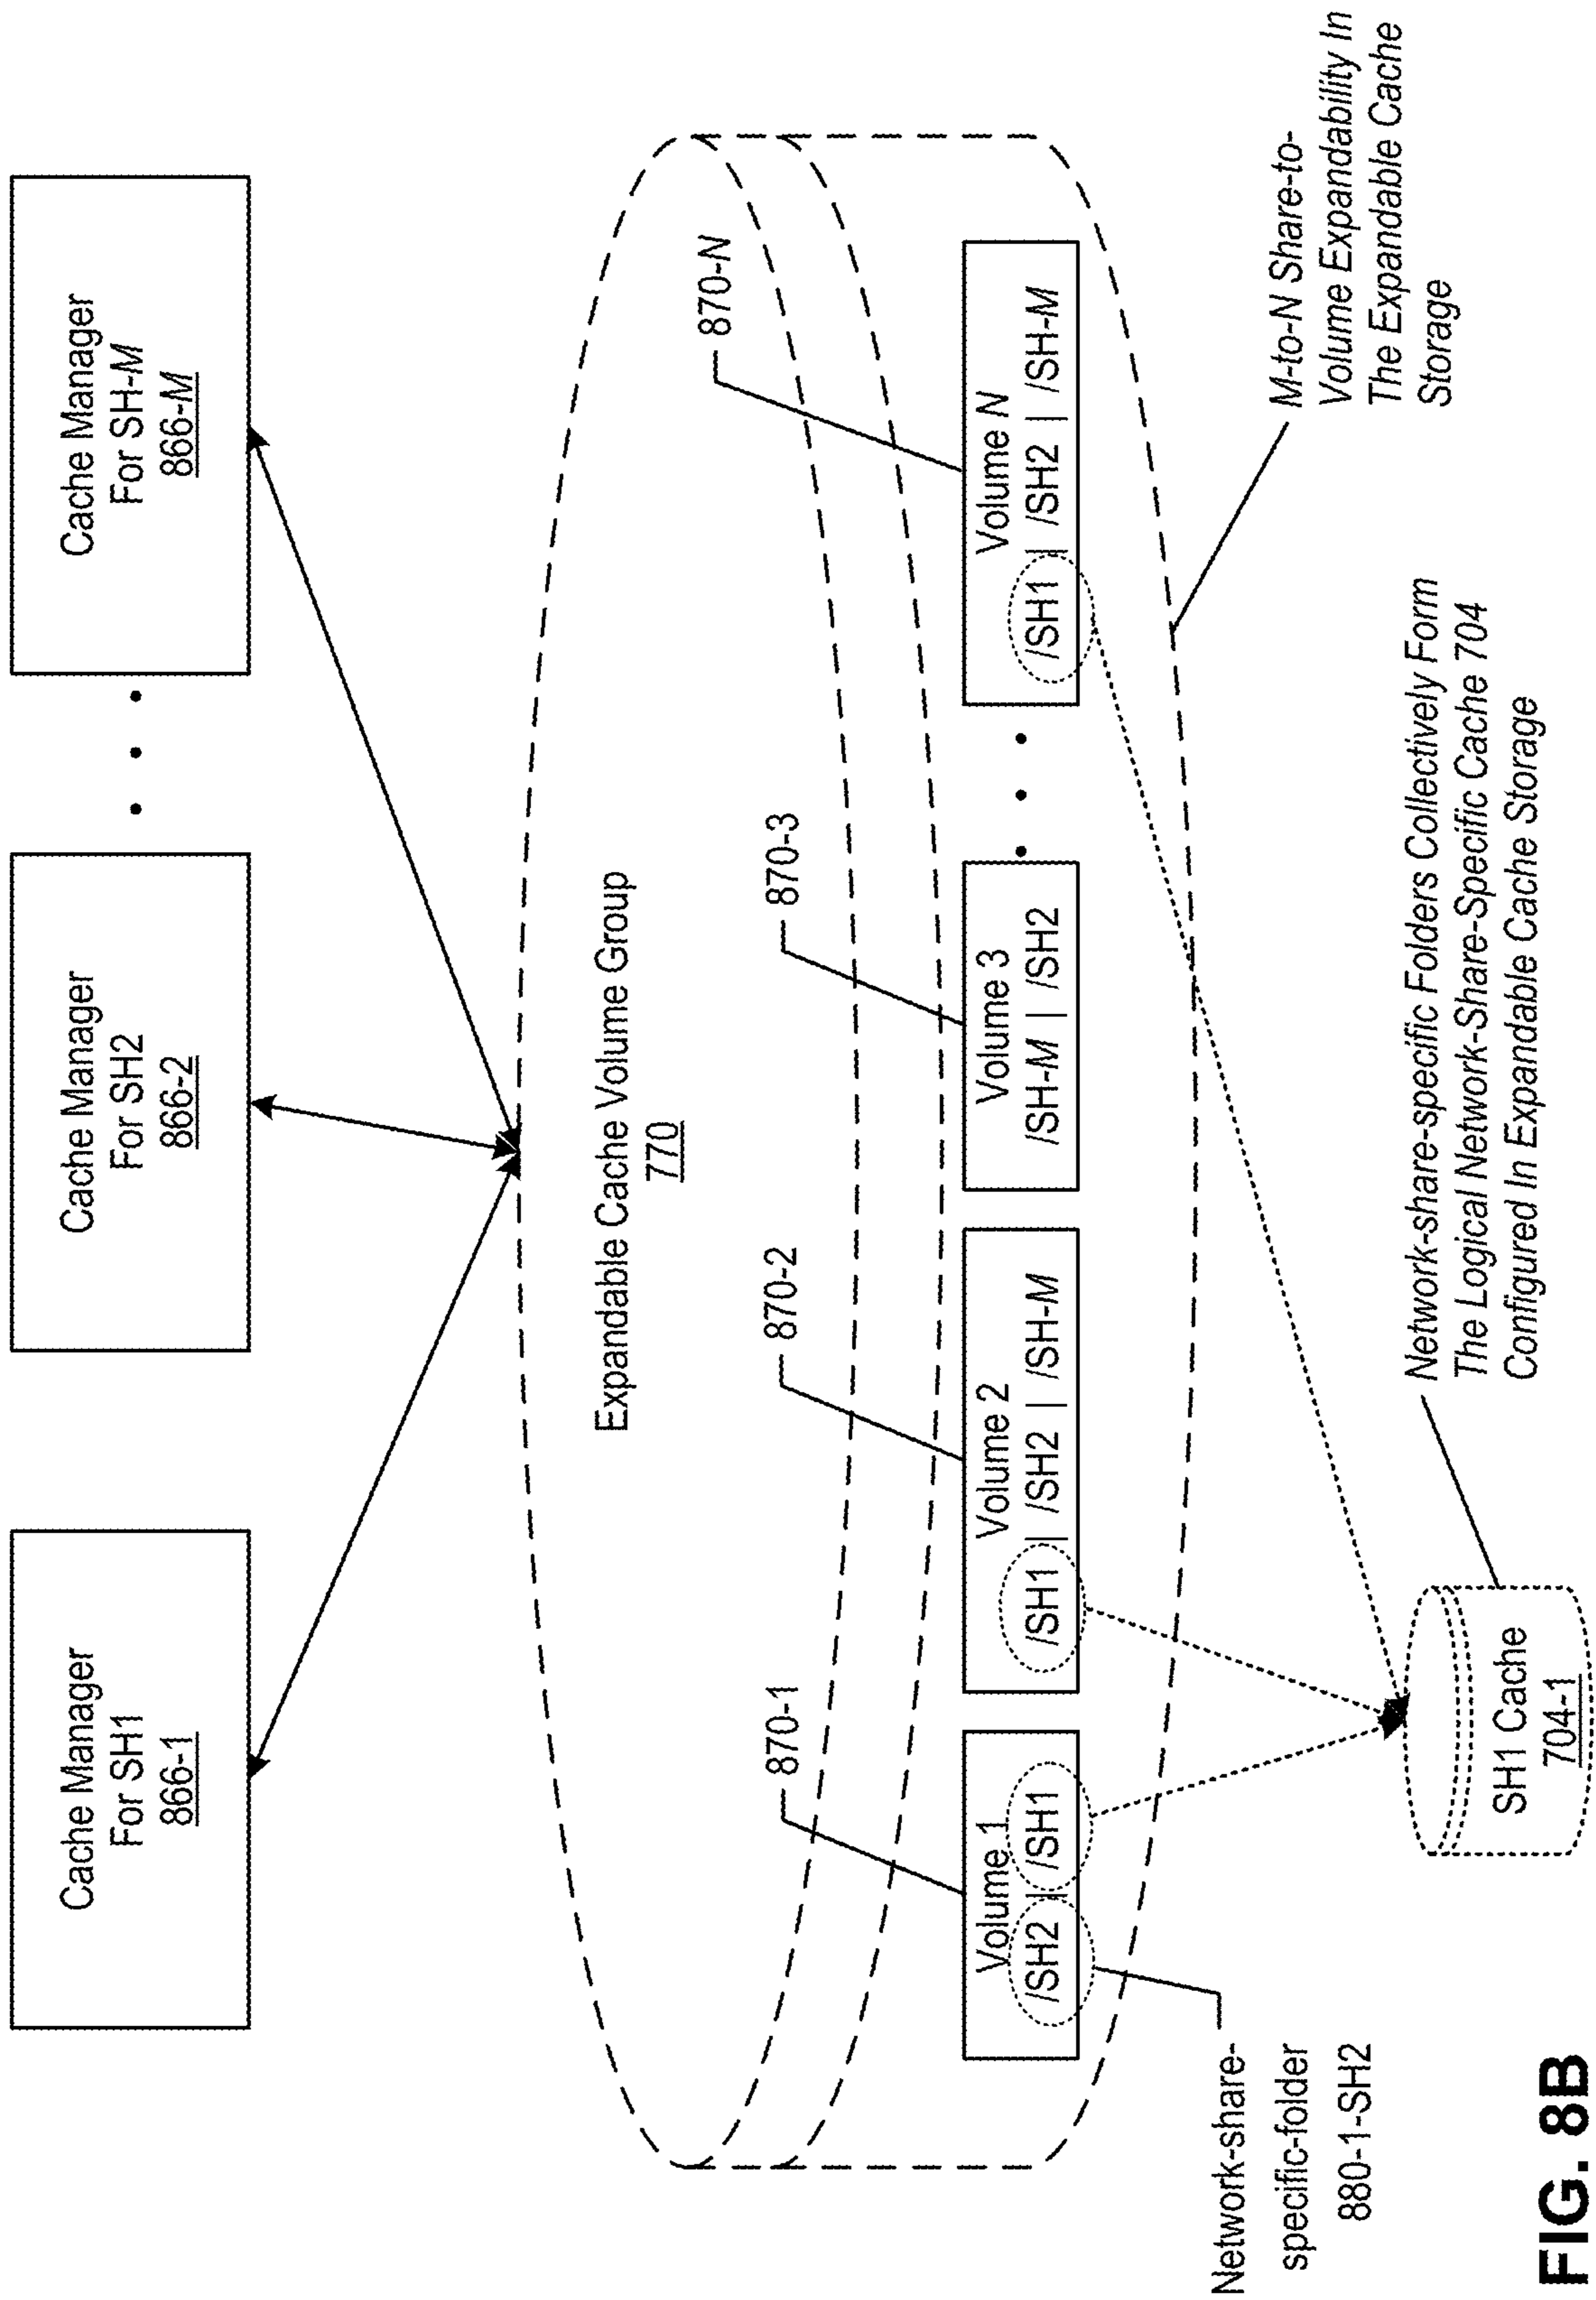 Cache Manager
For SH1
866-1
Cache Manager
For SH2
866-2
• • •
Cache Manager
For SH-M
866-M
Expandable Cache Volume Group
770
870-1
870-2
870-3
870-N
Volume 1
/SH2 | /SH1
Volume 2
/SH1 | /SH2 | /SH-M
Volume 3
/SH-M | /SH2
• • •
Volume N
/SH1 | /SH2 | /SH-M
Network-share-
specific-folder
880-1-SH2
M-to-N Share-to-
Volume Expandability In
The Expandable Cache
Storage
SH1 Cache
704-1
Network-share-specific Folders Collectively Form
The Logical Network-Share-Specific Cache 704
Configured In Expandable Cache Storage
FIG. 8B